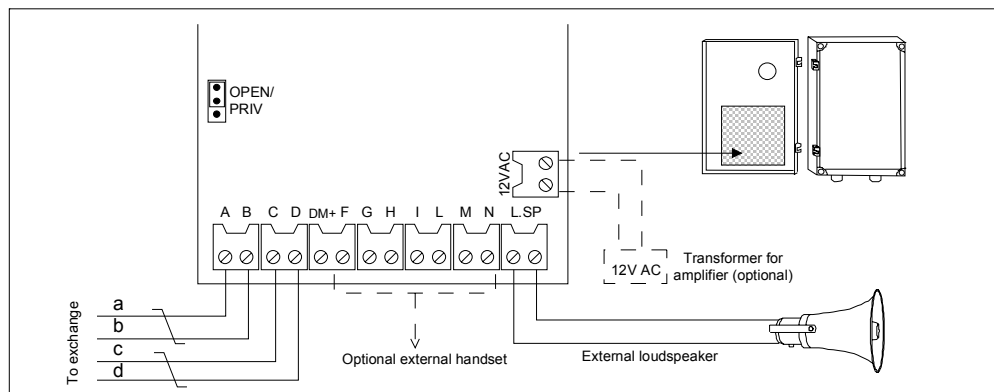 OPEN/
PRIV
12VAC
A B C D DM+ F G H I L M N L.SP
12V AC
Transformer for
amplifier (optional)
To exchange
a
b
c
d
Optional external handset
External loudspeaker